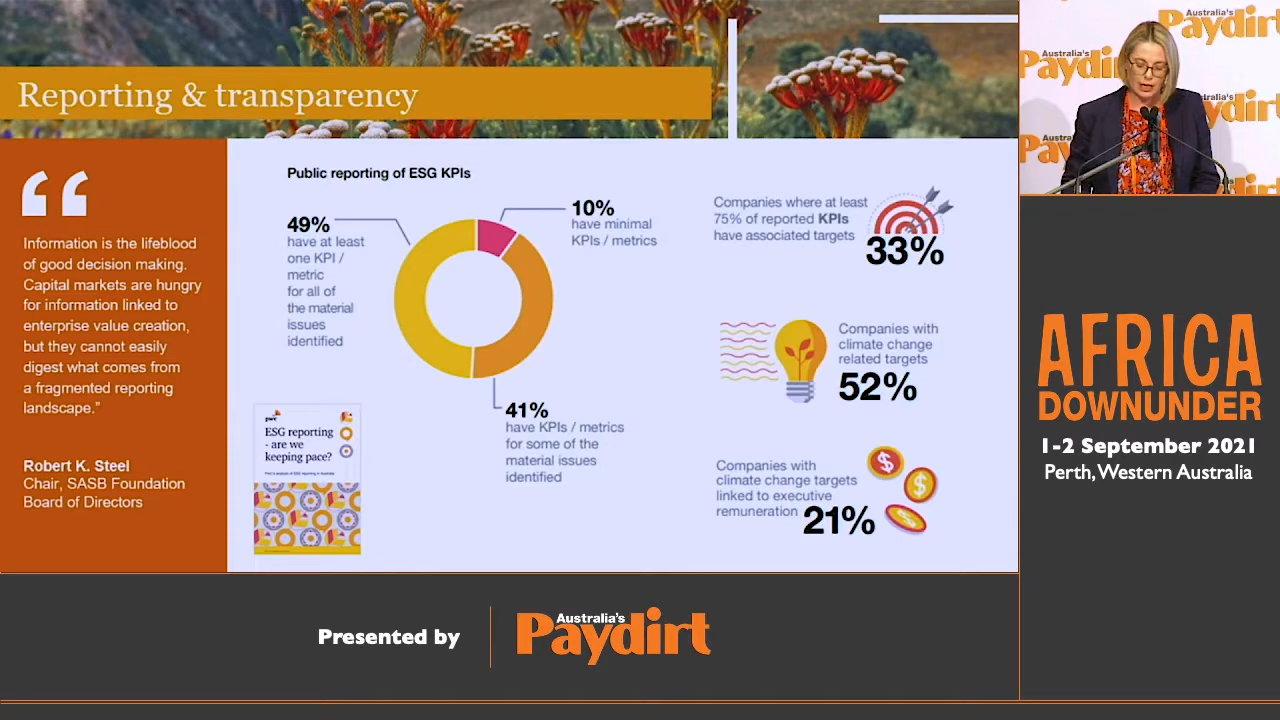 Reporting & transparency
Information is the lifeblood
of good decision making.
Capital markets are hungry
for information linked to
enterprise value creation,
but they cannot easily
digest what comes from
a fragmented reporting
landscape."
Robert K. Steel
Chair, SASB Foundation
Board of Directors
Public reporting of ESG KPIs
49%
have at least
one KPI /
metric
for all of
the material
issues
identified
10%
have minimal
KPIs / metrics
41%
have KPIs / metrics
for some of the
material issues
identified
pwc
ESG reporting
- are we
keeping pace?
Companies where at least
75% of reported KPIs
have associated targets
33%
Companies with
climate change
related targets
52%
Companies with
climate change targets
linked to executive
remuneration
21%
Australia's
Paydirt
AFRICA
DOWNUNDER
1-2 September 2021
Perth, Western Australia
Presented by
Australia's
Paydirt